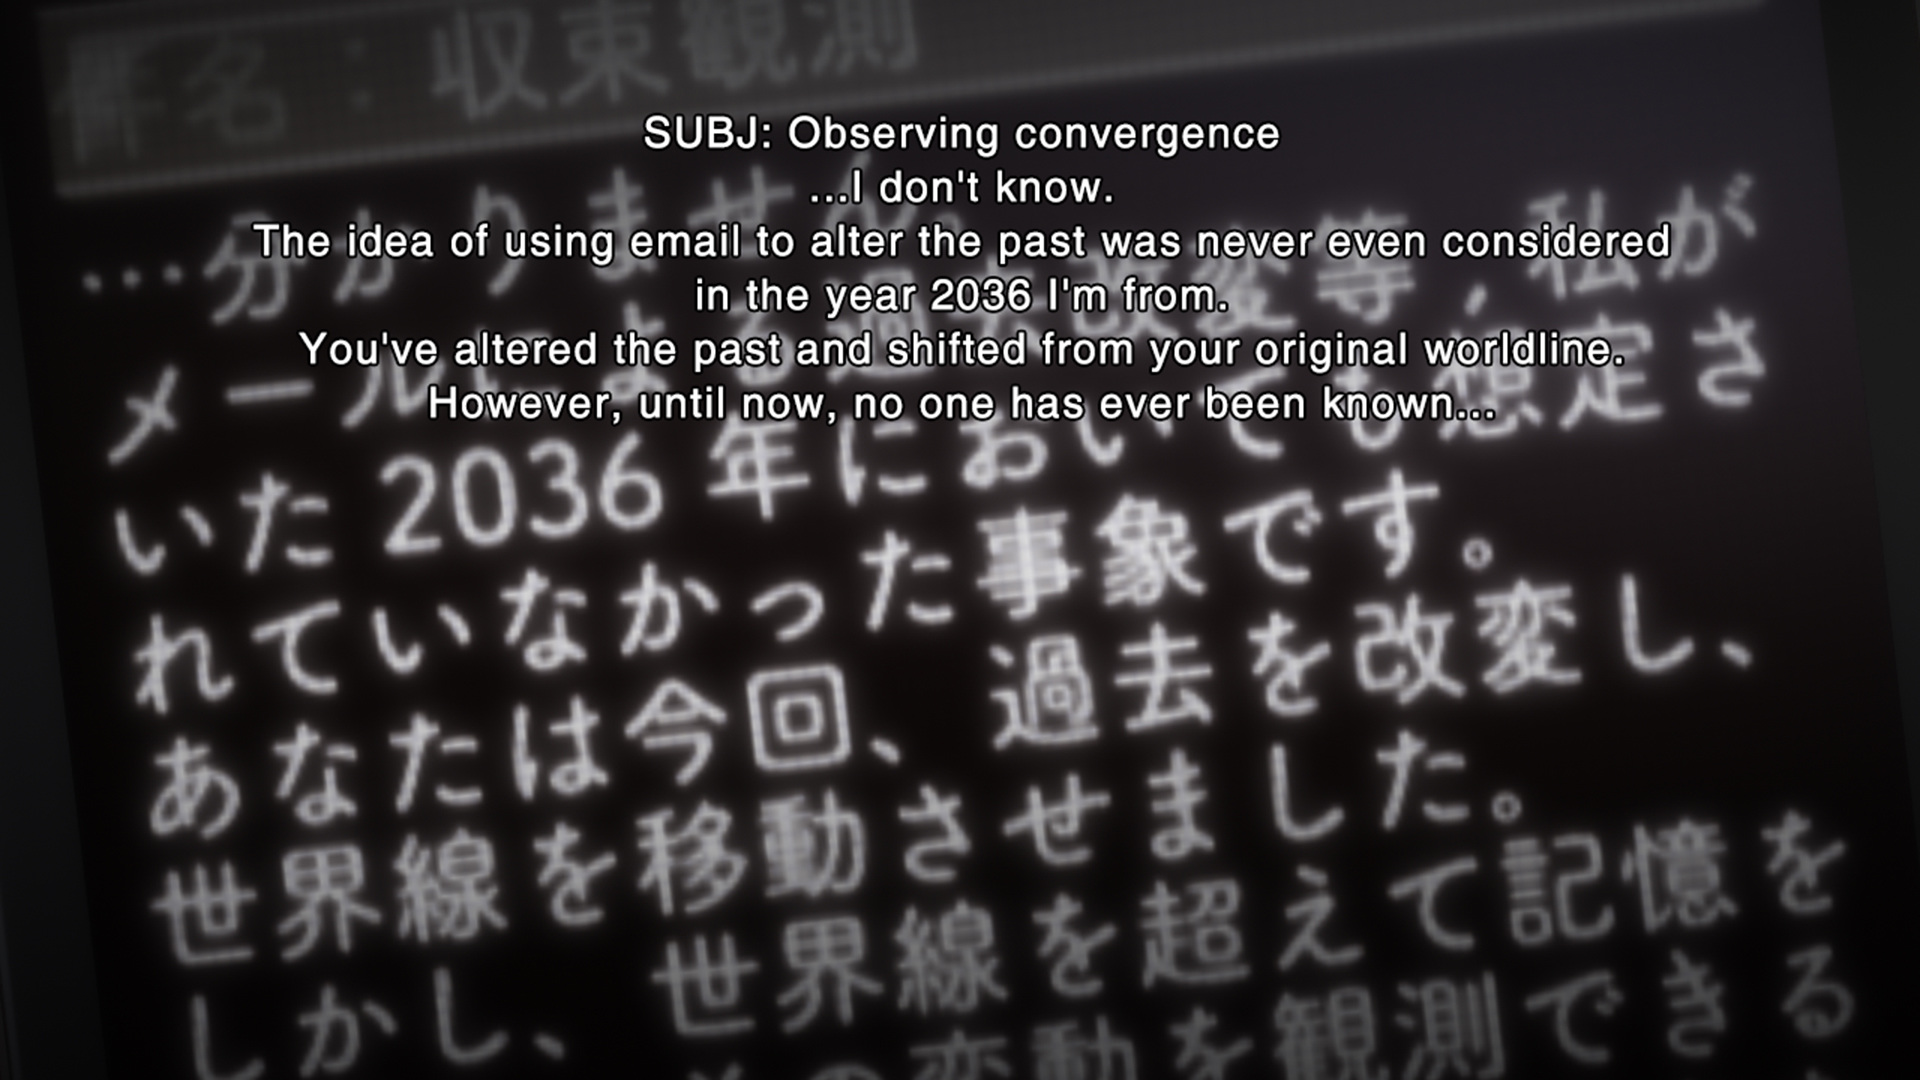 件名：収束観測
SUBJ: Observing convergence
...I don't know.
The idea of using email to alter the past was never even considered
in the year 2036 I'm from.
You've altered the past and shifted from your original worldline.
However, until now, no one has ever been known...
…分かりません。
メールによる過去改変等，私が
いた2036年においても想定さ
れていなかった事象です。
あなたは今回、過去を改変し、
世界線を移動させました。
しかし、世界線を超えて記憶を
変動を観測できる